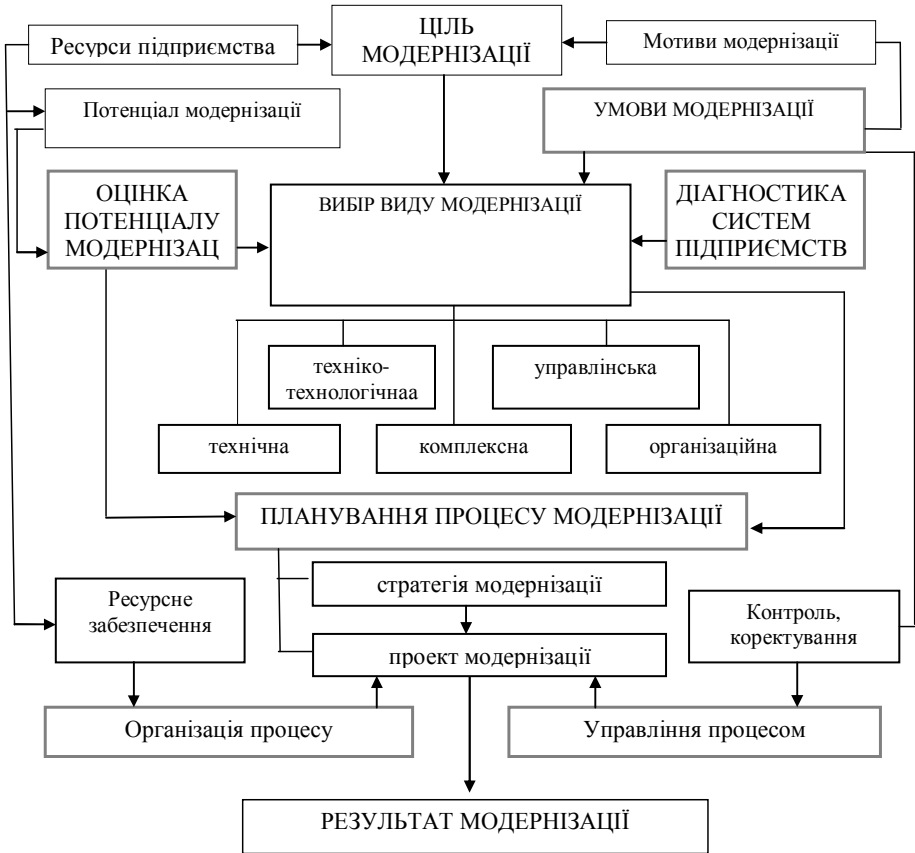 Ресурси підприємства
ЦІЛЬ
МОДЕРНІЗАЦІЇ
Мотиви модернізації
Потенціал модернізації
УМОВИ МОДЕРНІЗАЦІЇ
ОЦІНКА
ПОТЕНЦІАЛУ
МОДЕРНІЗАЦ
ВИБІР ВИДУ МОДЕРНІЗАЦІЇ
ДІАГНОСТИКА
СИСТЕМ
ПІДПРИЄМСТВ
техніко-
технологічнаа
управлінська
технічна
комплексна
організаційна
ПЛАНУВАННЯ ПРОЦЕСУ МОДЕРНІЗАЦІЇ
стратегія модернізації
Ресурсне
забезпечення
Контроль,
коректування
проект модернізації
Організація процесу
Управління процесом
РЕЗУЛЬТАТ МОДЕРНІЗАЦІЇ